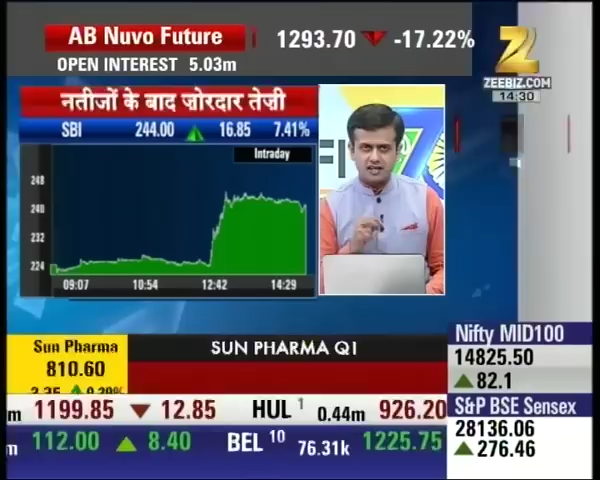 AB Nuvo Future 1293.70 -17.22%
OPEN INTEREST 5.03m
Z
ZEEBIZ.COM
14:30
नतीजों के बाद ज़ोरदार तेज़ी
SBI 244.00 16.85 7.41%
Intraday
248
240
232
224
09:07 10:54 12:42 14:29
Sun Pharma
810.60
SUN PHARMA Q1
Nifty MID100
14825.50
82.1
S&P BSE Sensex
28136.06
276.46
m 1199.85 12.85 HUL 1 0.44m 926.20
m 112.00 8.40 BEL 10 76.31k 1225.75